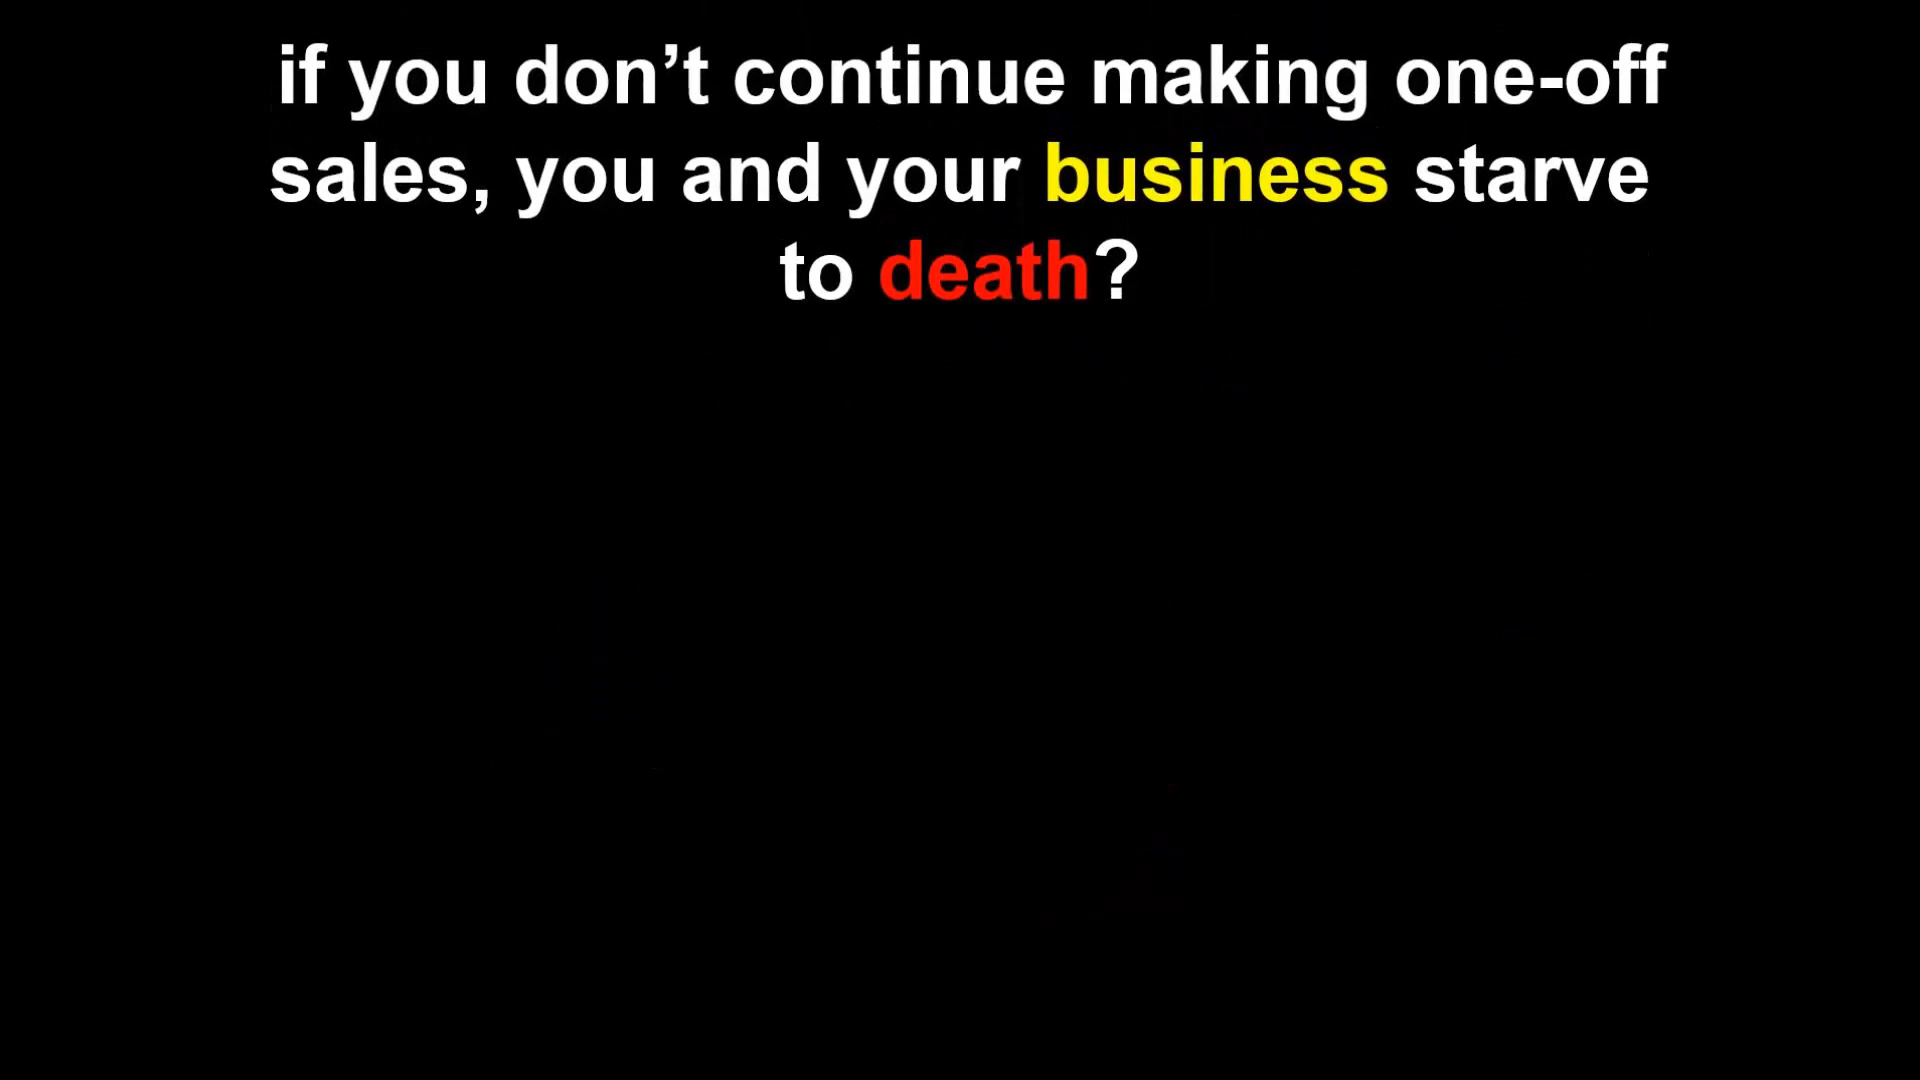 if you don’t continue making one-off
sales, you and your business starve
to death?